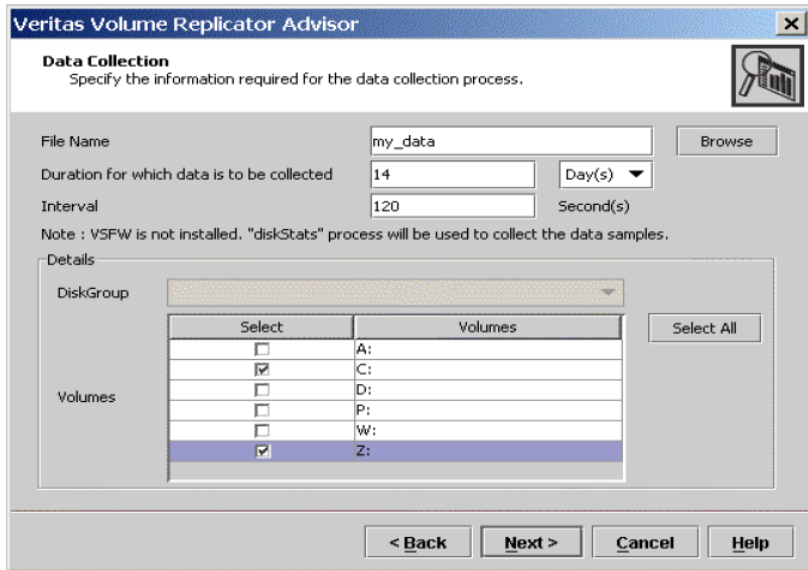 Veritas Volume Replicator Advisor
Data Collection
Specify the information required for the data collection process.
File Name my_data Browse
Duration for which data is to be collected 14 Day(s)
Interval 120 Second(s)
Note : VSFW is not installed. "diskStats" process will be used to collect the data samples.
Details
DiskGroup
Select Volumes Select All
A:
C:
D:
Volumes P:
W:
Z:
< Back Next > Cancel Help